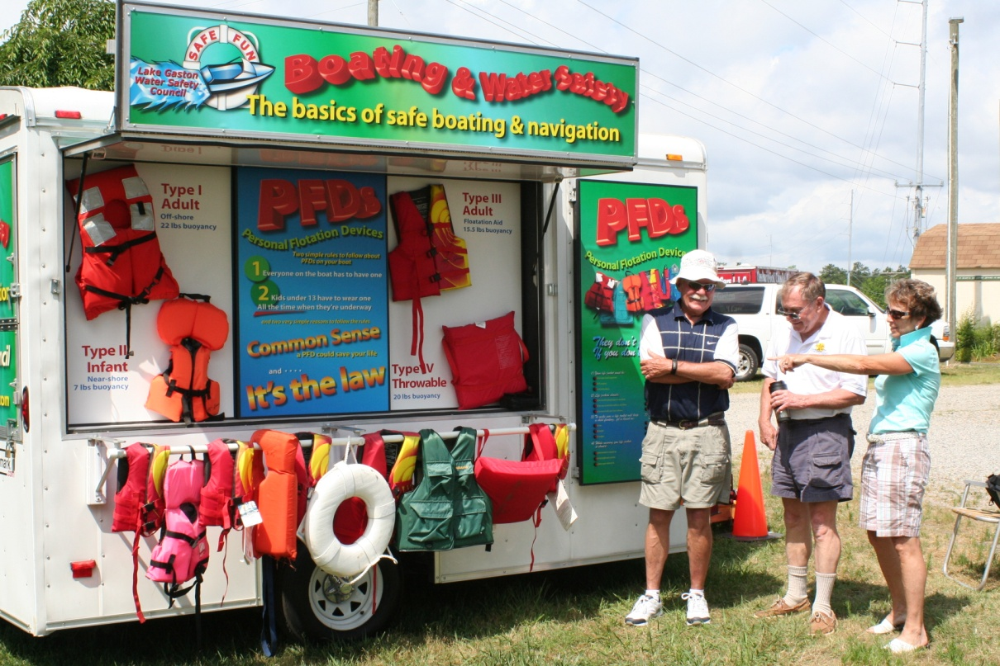 SAFE FUN
Lake Gaston
Water Safety
Council
Boating & Water Safety
The basics of safe boating & navigation
Type I
Adult
Off-shore
22 lbs buoyancy
Type II
Infant
Near-shore
7 lbs buoyancy
PFDs
Personal Flotation Devices
Two simple rules to follow about
PFDs on your boat
1 Everyone on the boat has to have one
2 Kids under 13 have to wear one
All the time when they're underway
and two very simple reasons to follow the rules
Common Sense
a PFD could save your life
and ....
It's the law
Type III
Adult
Floatation Aid
15.5 lbs buoyancy
Type IV
Throwable
20 lbs buoyancy
PFDs
Personal Flotation Devices
They don't
If you don't